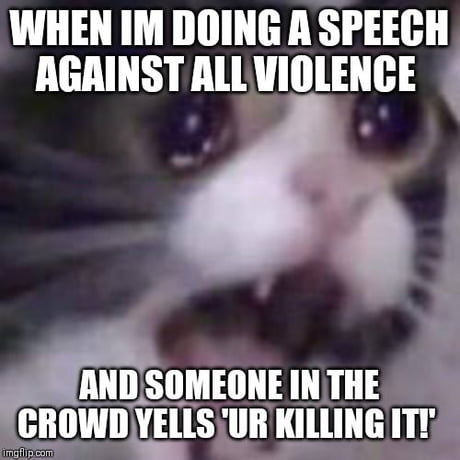 WHEN IM DOING A SPEECH
AGAINST ALL VIOLENCE
AND SOMEONE IN THE
CROWD YELLS 'UR KILLING IT!'
imgflip.com